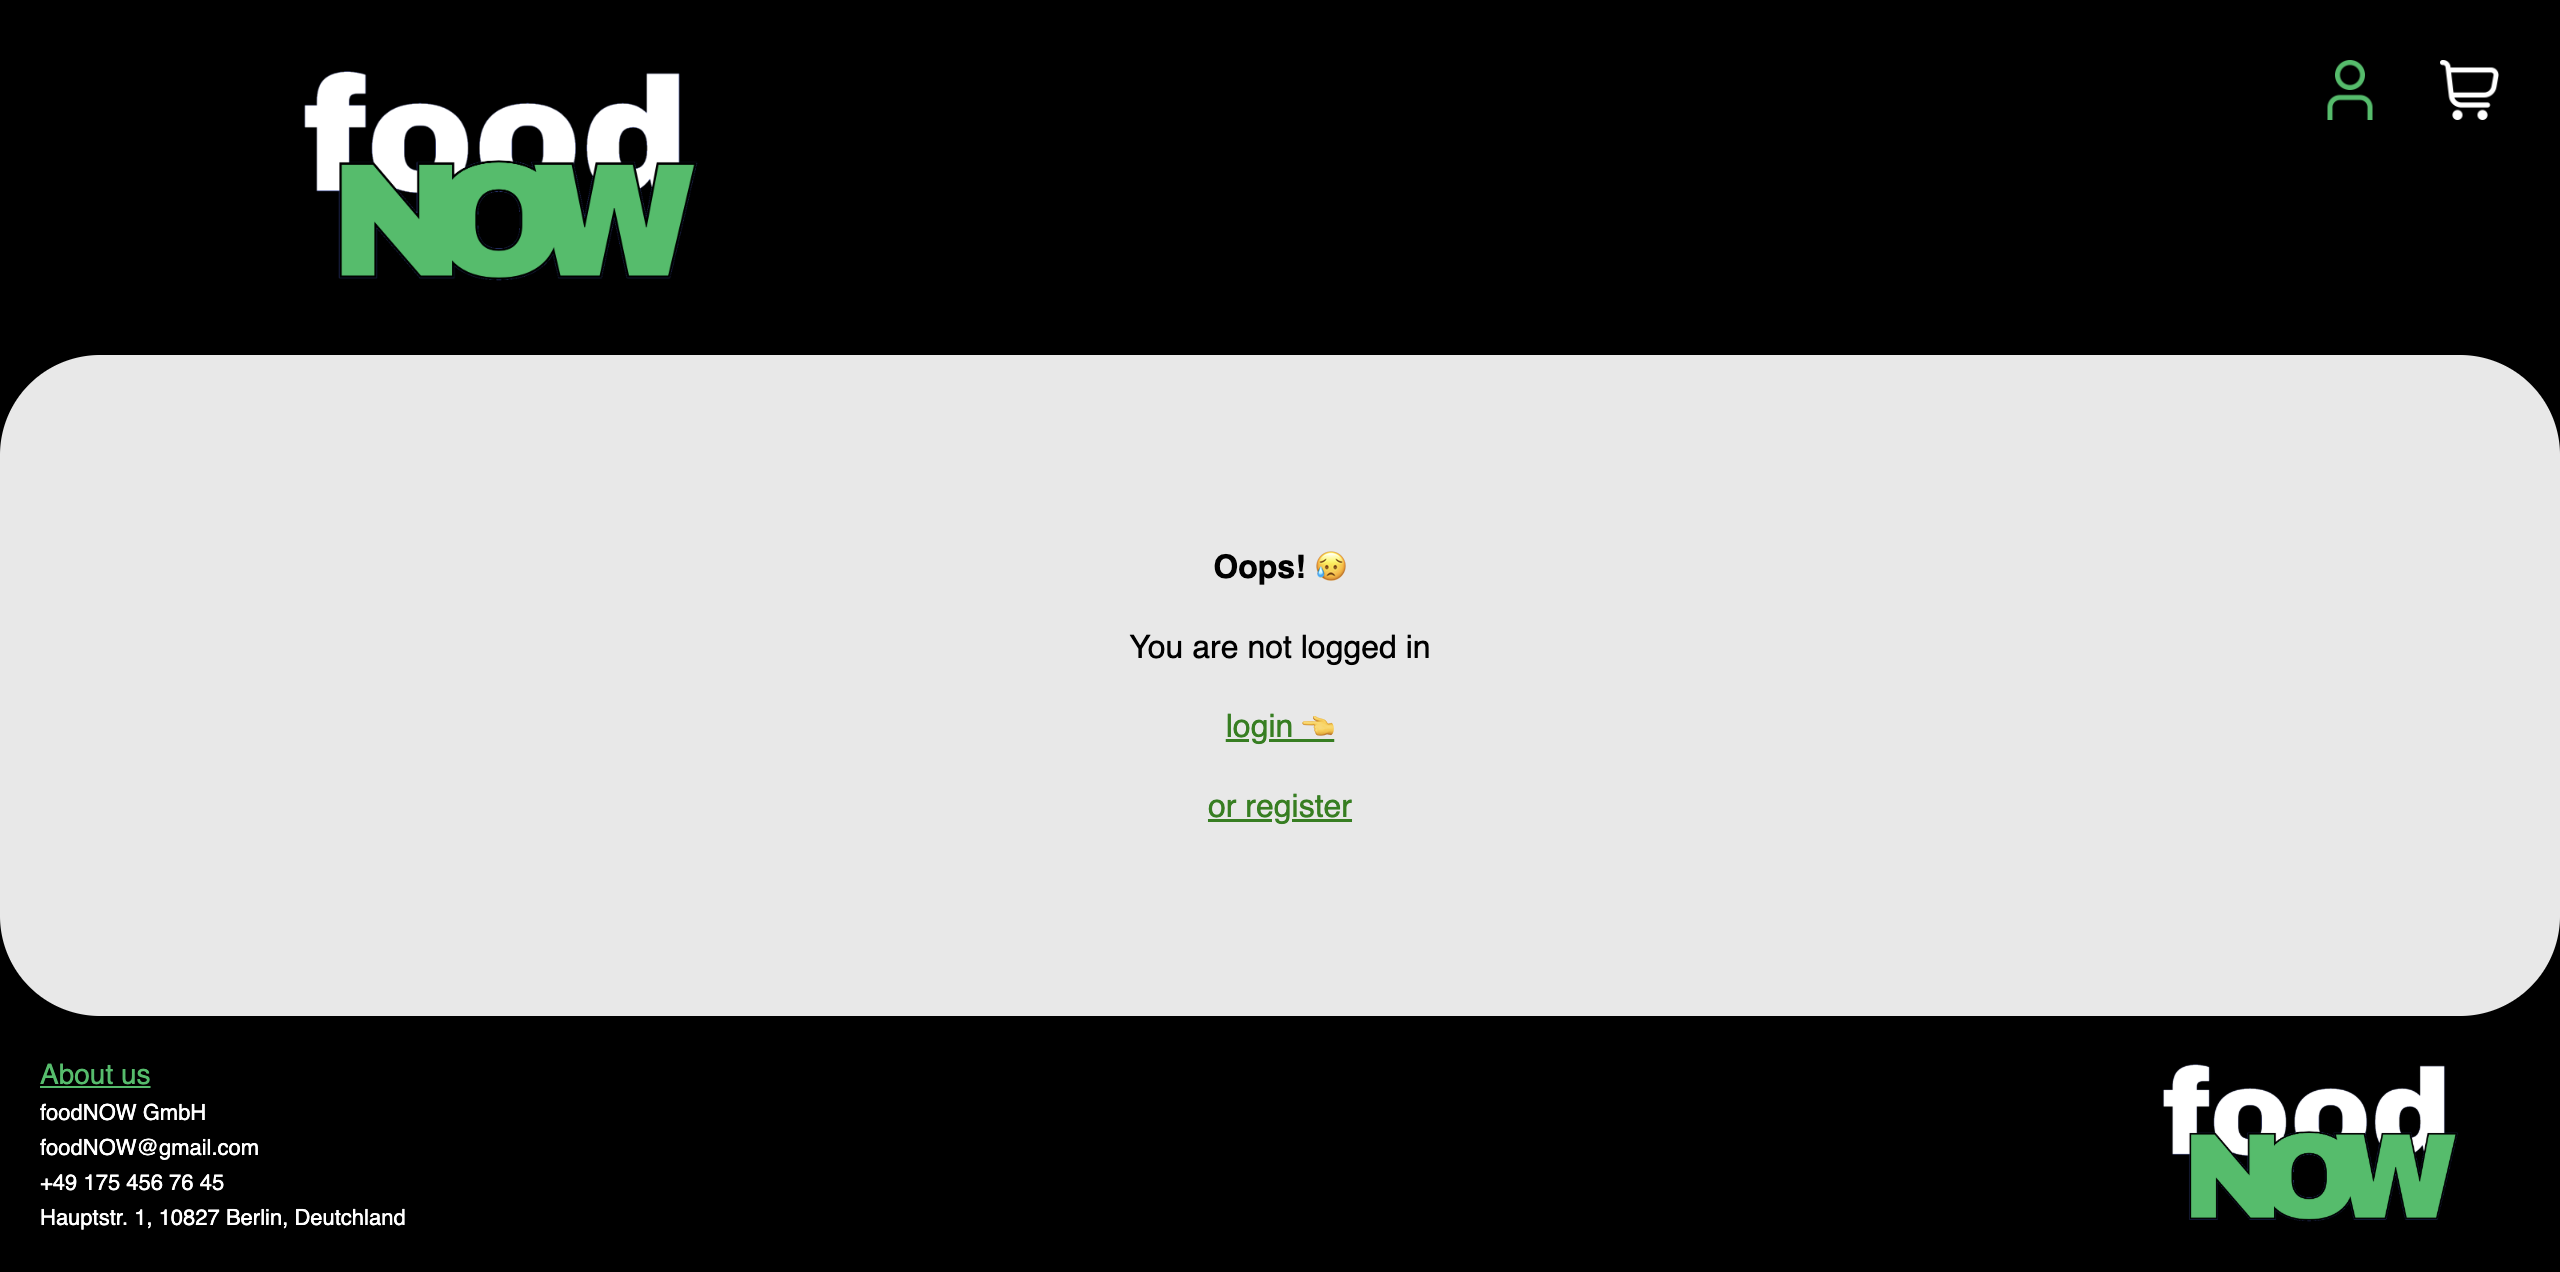 food
NOW
Oops! 😥
You are not logged in
login 👈
or register
About us
foodNOW GmbH
foodNOW@gmail.com
+49 175 456 76 45
Hauptstr. 1, 10827 Berlin, Deutchland
food
NOW